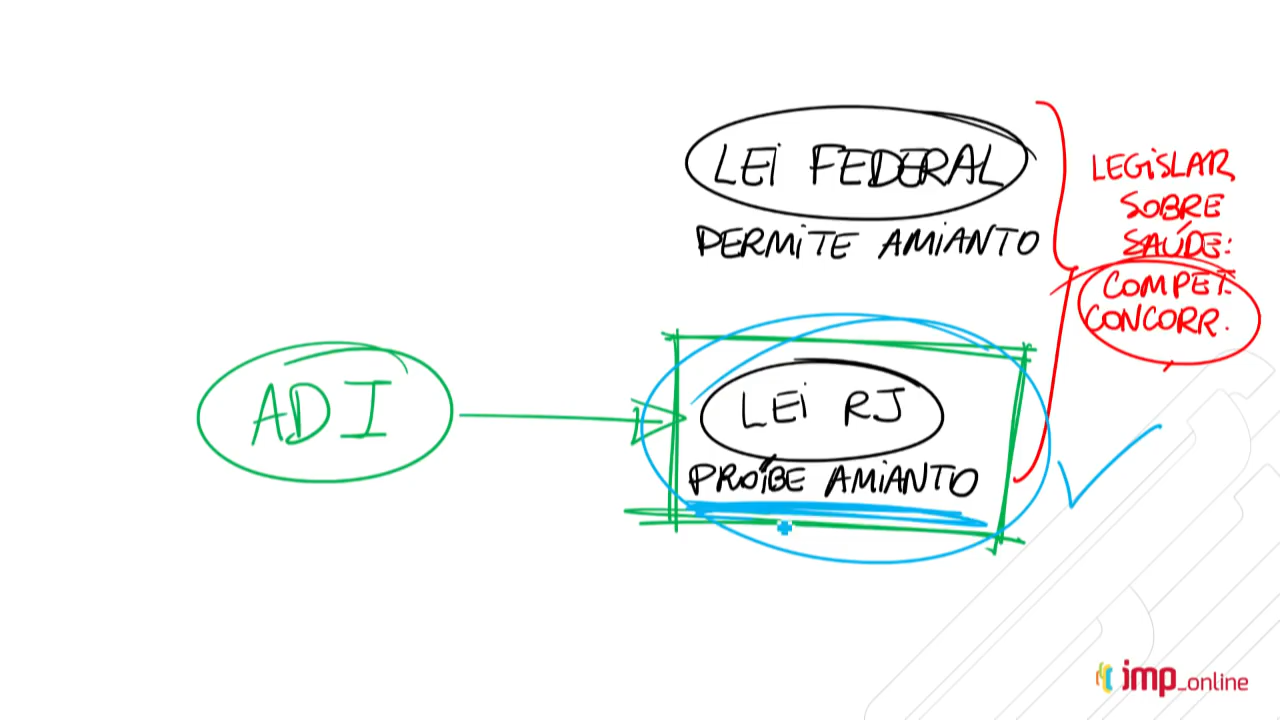 LEI FEDERAL
PERMITE AMIANTO
LEGISLAR
SOBRE
SAÚDE:
COMPET.
CONCORR.
ADI
LEI RJ
PROÍBE AMIANTO
imp_online